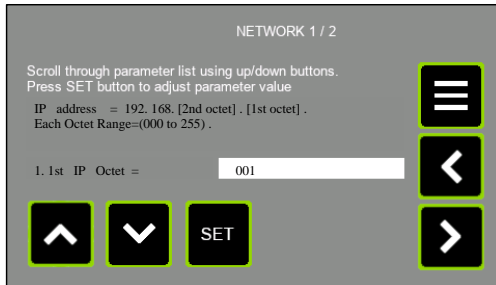 NETWORK 1 / 2
Scroll through parameter list using up/down buttons.
Press SET button to adjust parameter value
IP address = 192. 168. [2nd octet] . [1st octet] .
Each Octet Range=(000 to 255) .
1. 1st IP Octet = 001
SET